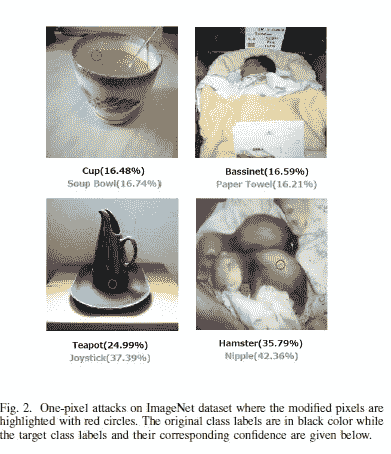 Cup(16.48%)
Soup Bowl(16.74%)
Bassinet(16.59%)
Paper Towel(16.21%)
Teapot(24.99%)
Joystick(37.39%)
Hamster(35.79%)
Nipple(42.36%)
Fig. 2. One-pixel attacks on ImageNet dataset where the modified pixels are
highlighted with red circles. The original class labels are in black color while
the target class labels and their corresponding confidence are given below.